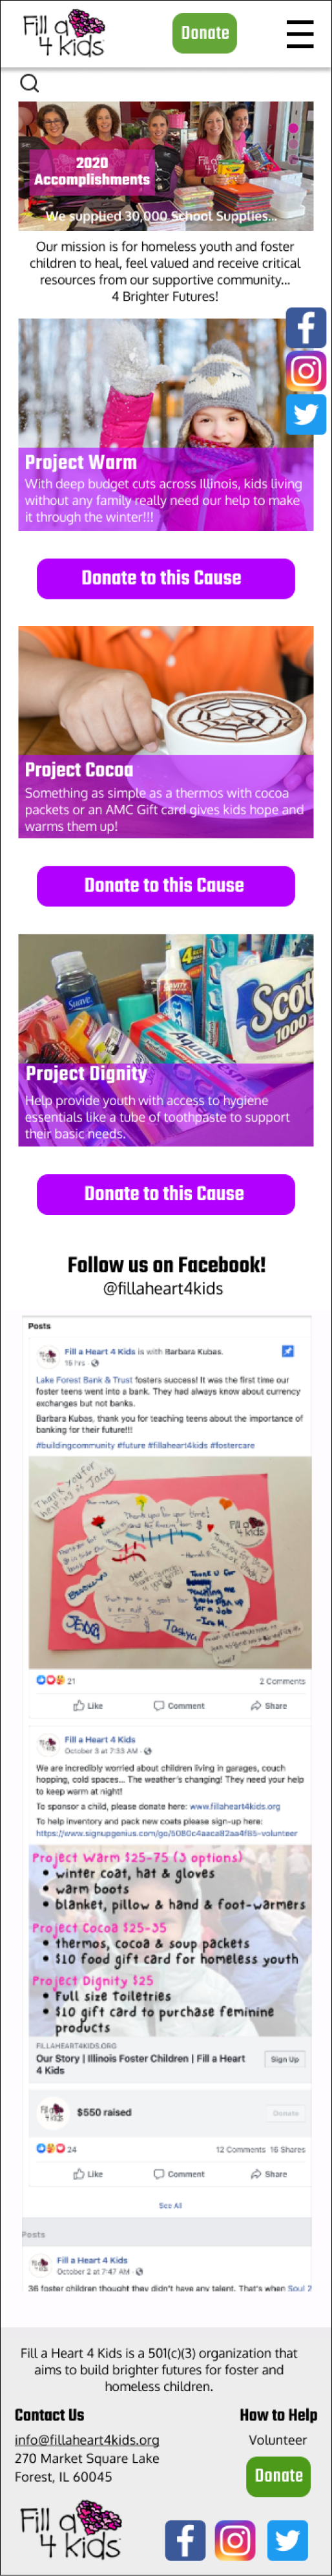 Fill a
4 kids
Donate
2020
Accomplishments
We supplied 30,000 School Supplies...
Our mission is for homeless youth and foster
children to heal, feel valued and receive critical
resources from our supportive community...
4 Brighter Futures!
Project Warm
With deep budget cuts across Illinois, kids living
without any family really need our help to make
it through the winter!!!
Donate to this Cause
Project Cocoa
Something as simple as a thermos with cocoa
packets or an AMC Gift card gives kids hope and
warms them up!
Donate to this Cause
Suave
CAVITY
Aquafresh
Scot
1000
Project Dignity
Help provide youth with access to hygiene
essentials like a tube of toothpaste to support
their basic needs.
Donate to this Cause
Follow us on Facebook!
@fillaheart4kids
Posts
Fill a Heart 4 Kids is with Barbara Kubas.
15 hrs ·
Lake Forest Bank & Trust fosters success! It was the first time our
foster teens went into a bank. They had always know about currency
exchanges but not banks.
Barbara Kubas, thank you for teaching teens about the importance of
banking for their future!!!
#buildingcommunity #future #fillaheart4kids #fostercare
Thank you for
Fill a
4 kids
Thank u for
teaching me
21
2 Comments
Like
Comment
Share
Fill a Heart 4 Kids
October 3 at 7:33 AM ·
We are incredibly worried about children living in garages, couch
hopping, cold spaces... The weather's changing! They need your help
to keep warm at night!
To sponsor a child, please donate here: www.fillaheart4kids.org
To help inventory and pack new coats please sign-up here:
Project Warm $25-75 (3 options)
• winter coat, hat & gloves
• warm boots
• blanket, pillow & hand & foot-warmers
Project Cocoa $25-35
• thermos, cocoa & soup packets
• $10 food gift card for homeless youth
Project Dignity $25
• Full size toiletries
• $10 gift card to purchase feminine
products
FILLAHEART4KIDS.ORG
Our Story | Illinois Foster Children | Fill a Heart
4 Kids
Sign Up
$550 raised
Donate
24
12 Comments 16 Shares
Like
Comment
Share
See All
Posts
Fill a Heart 4 Kids
October 2 at 7:47 AM ·
36 foster children thought they didn't have any talent. That's when Soul 2
Fill a Heart 4 Kids is a 501(c)(3) organization that
aims to build brighter futures for foster and
homeless children.
Contact Us
How to Help
info@fillaheart4kids.org
Volunteer
270 Market Square Lake
Forest, IL 60045
Donate
Fill a
4 kids